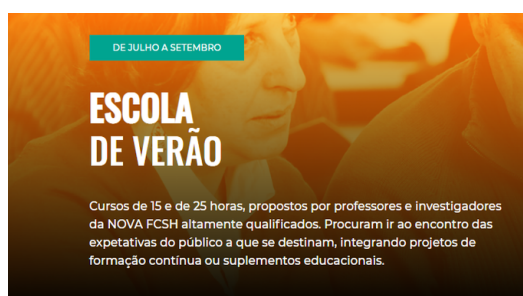 DE JULHO A SETEMBRO
ESCOLA
DE VERÃO
Cursos de 15 e de 25 horas, propostos por professores e investigadores
da NOVA FCSH altamente qualificados. Procuram ir ao encontro das
expetativas do público a que se destinam, integrando projetos de
formação contínua ou suplementos educacionais.